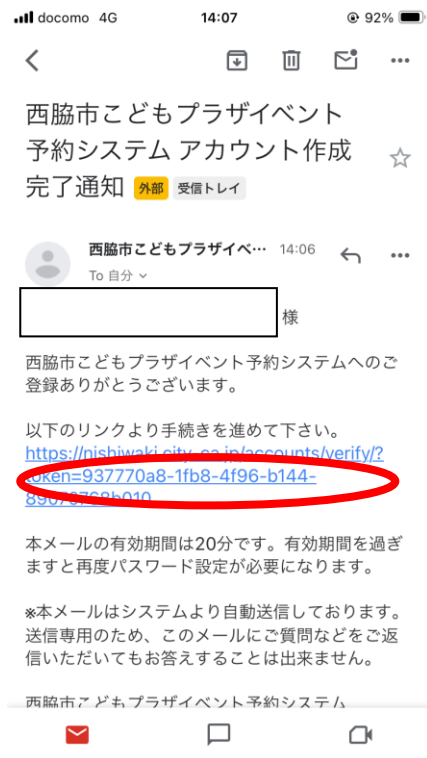 docomo 4G 14:07 92%
西脇市こどもプラザイベント
予約システム アカウント作成
完了通知 外部 受信トレイ
西脇市こどもプラザイベ… 14:06
To 自分
様
西脇市こどもプラザイベント予約システムへのご
登録ありがとうございます。
以下のリンクより手続きを進めて下さい。
https://nishiwaki.city-ca.jp/accounts/verify/?
token=937770a8-1fb8-4f96-b144-
本メールの有効期間は20分です。有効期間を過ぎ
ますと再度パスワード設定が必要になります。
※本メールはシステムより自動送信しております。
送信専用のため、このメールにご質問などをご返
信いただいてもお答えすることは出来ません。
西脇市こどもプラザイベント予約システム